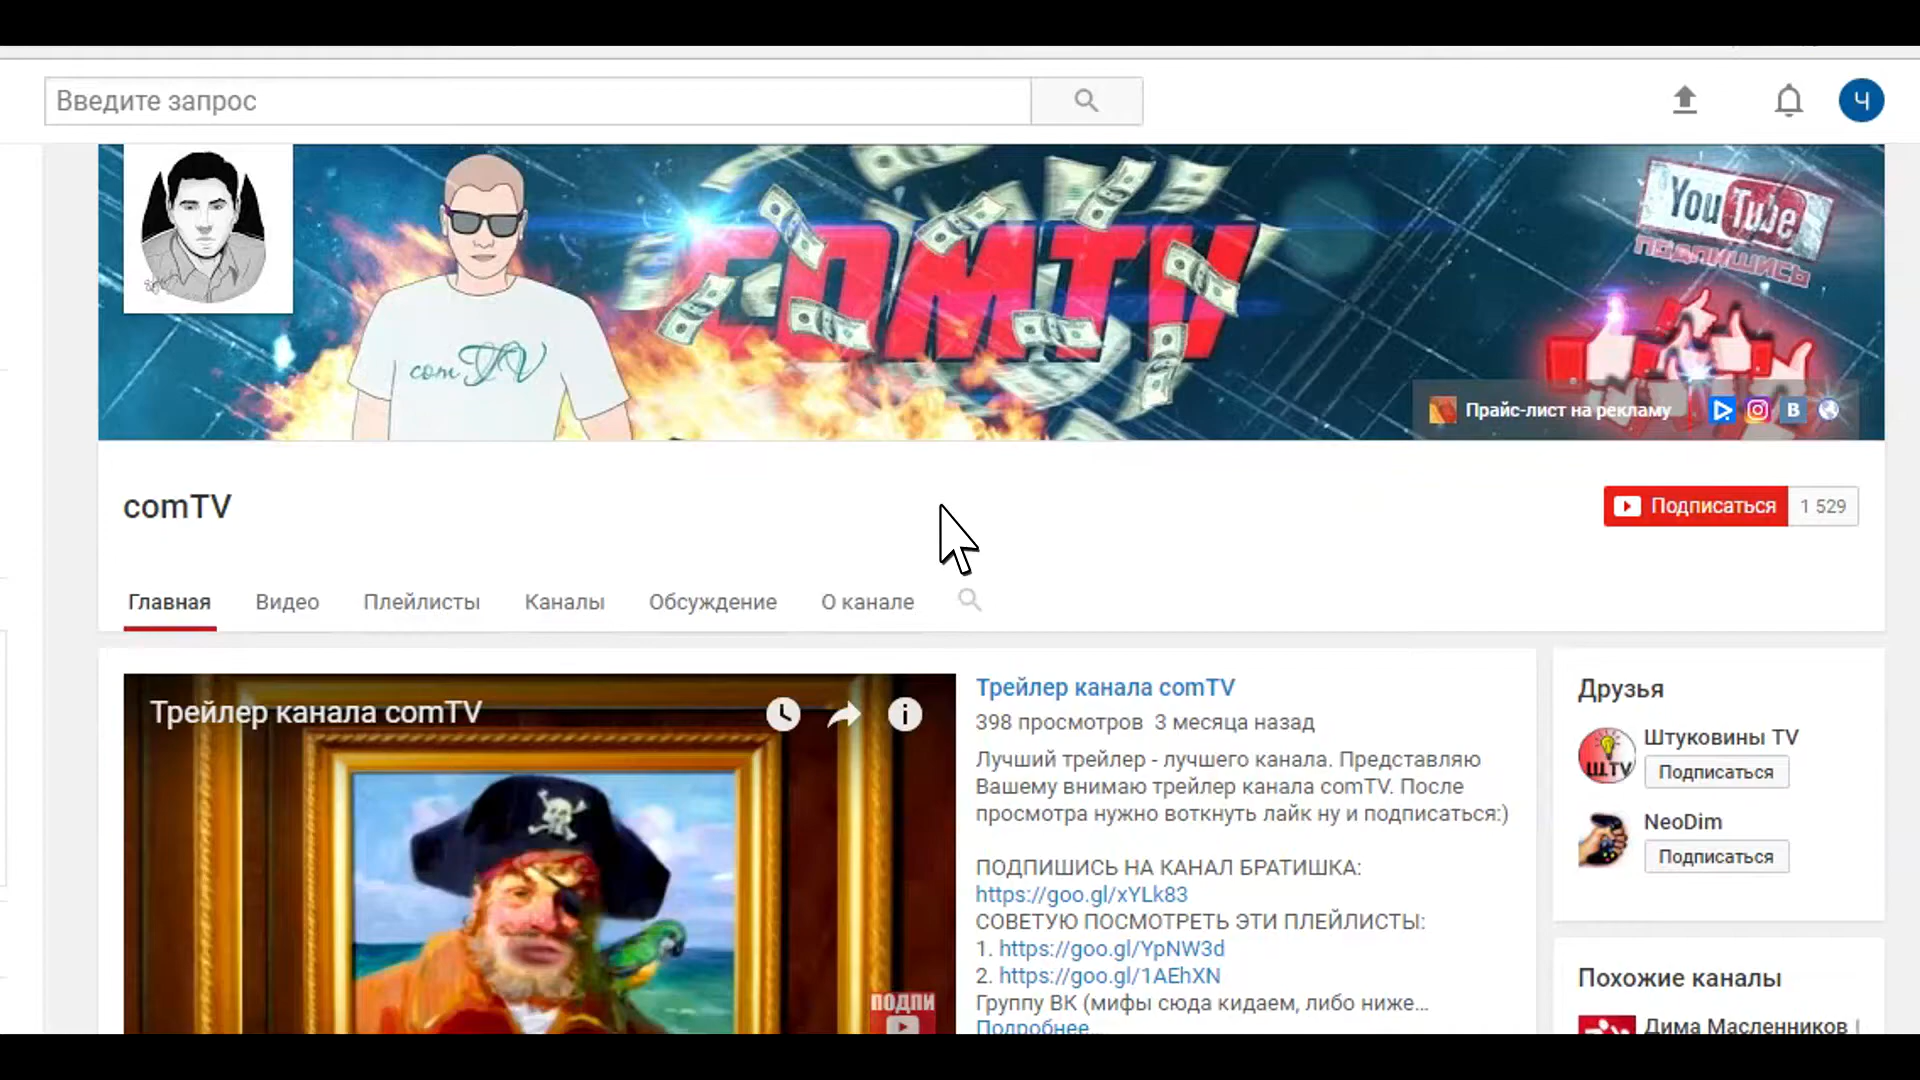 Введите запрос
Ч
COMTV
You Tube
ПОДПИШИСЬ
comTV
Прайс-лист на рекламу
B
comTV
Подписаться 1 529
Главная Видео Плейлисты Каналы Обсуждение О канале
Трейлер канала comTV
ПОДПИ
Трейлер канала comTV
398 просмотров 3 месяца назад
Лучший трейлер - лучшего канала. Представляю
Вашему внимаю трейлер канала comTV. После
просмотра нужно воткнуть лайк ну и подписаться:)
ПОДПИШИСЬ НА КАНАЛ БРАТИШКА:
https://goo.gl/xYLk83
СОВЕТУЮ ПОСМОТРЕТЬ ЭТИ ПЛЕЙЛИСТЫ:
1. https://goo.gl/YpNW3d
2. https://goo.gl/1AEhXN
Группу ВК (мифы сюда кидаем, либо ниже...
Подробнее...
Друзья
Ш.TV
Штуковины TV
Подписаться
NeoDim
Подписаться
Похожие каналы
Дима Масленников |